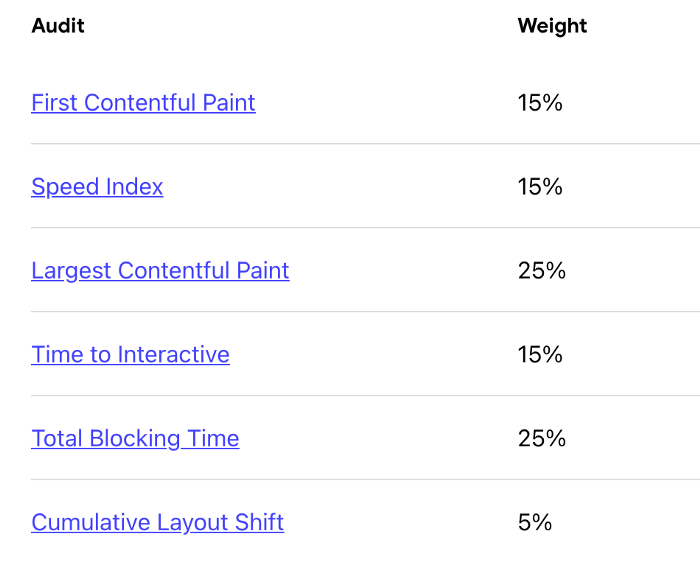 Audit Weight
First Contentful Paint 15%
Speed Index 15%
Largest Contentful Paint 25%
Time to Interactive 15%
Total Blocking Time 25%
Cumulative Layout Shift 5%